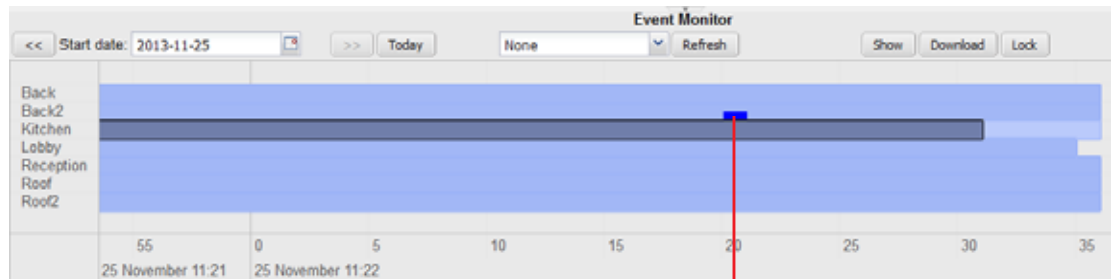 Event Monitor
<< Start date: 2013-11-25 >> Today None Refresh Show Download Lock
Back
Back2
Kitchen
Lobby
Reception
Roof
Roof2
55 0 5 10 15 20 25 30 35
25 November 11:21 25 November 11:22